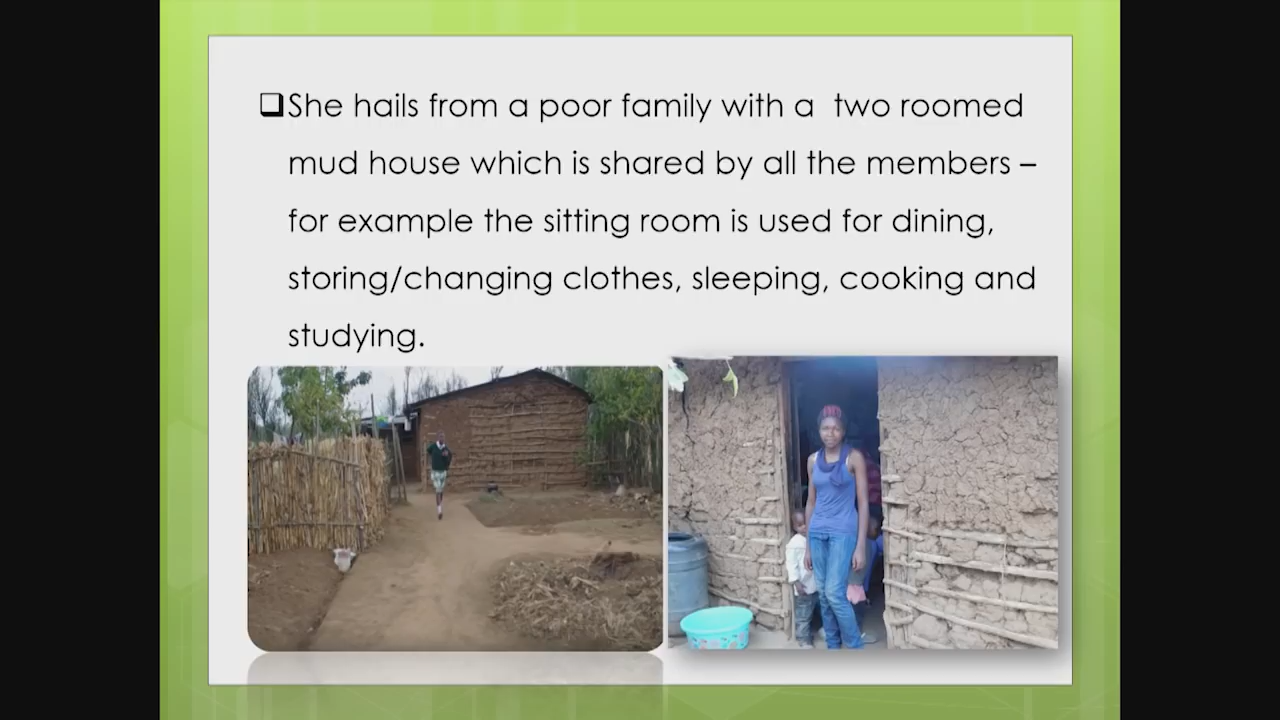 ❑She hails from a poor family with a  two roomed
mud house which is shared by all the members –
for example the sitting room is used for dining,
storing/changing clothes, sleeping, cooking and
studying.